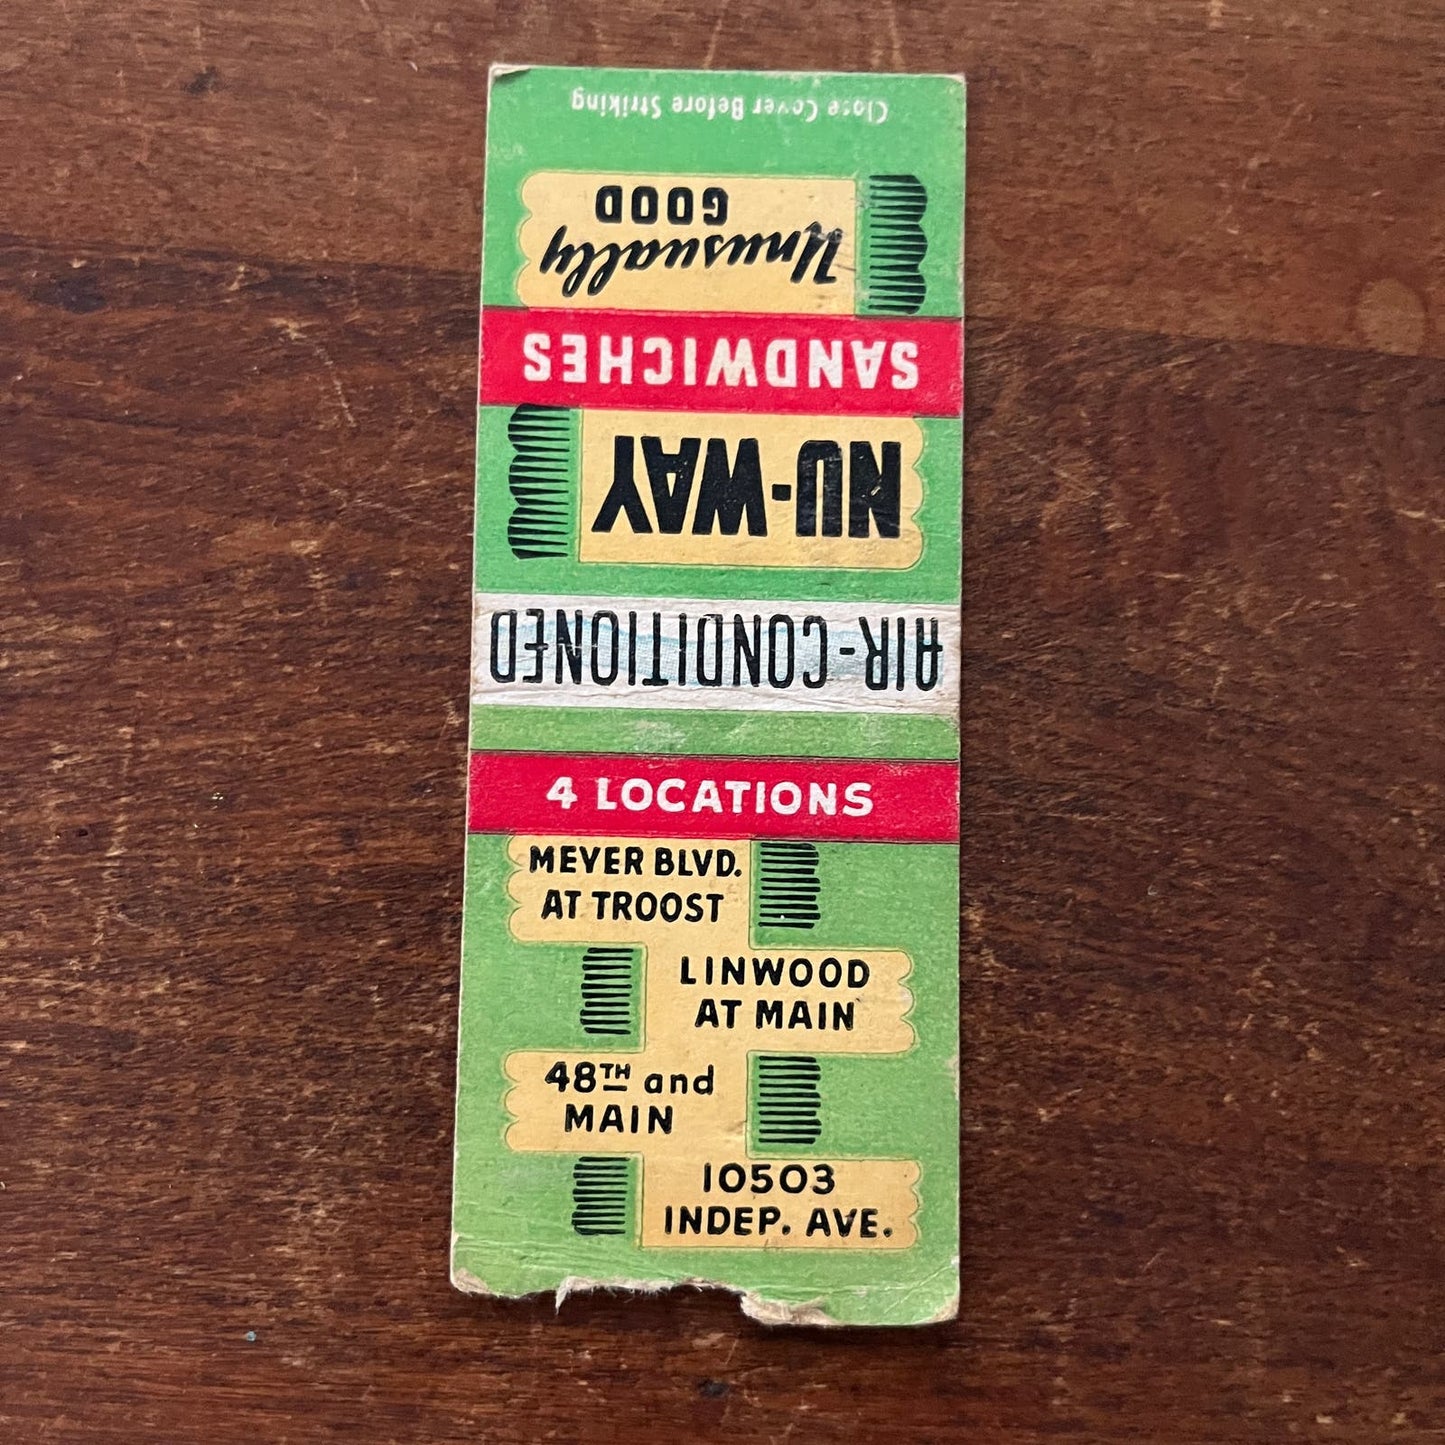 Close Cover Before Striking
NU-WAY
SANDWICHES
Unusually
GOOD
AIR-CONDITIONED
4 LOCATIONS
MEYER BLVD.
AT TROOST
LINWOOD
AT MAIN
48TH and
MAIN
10503
INDEP. AVE.